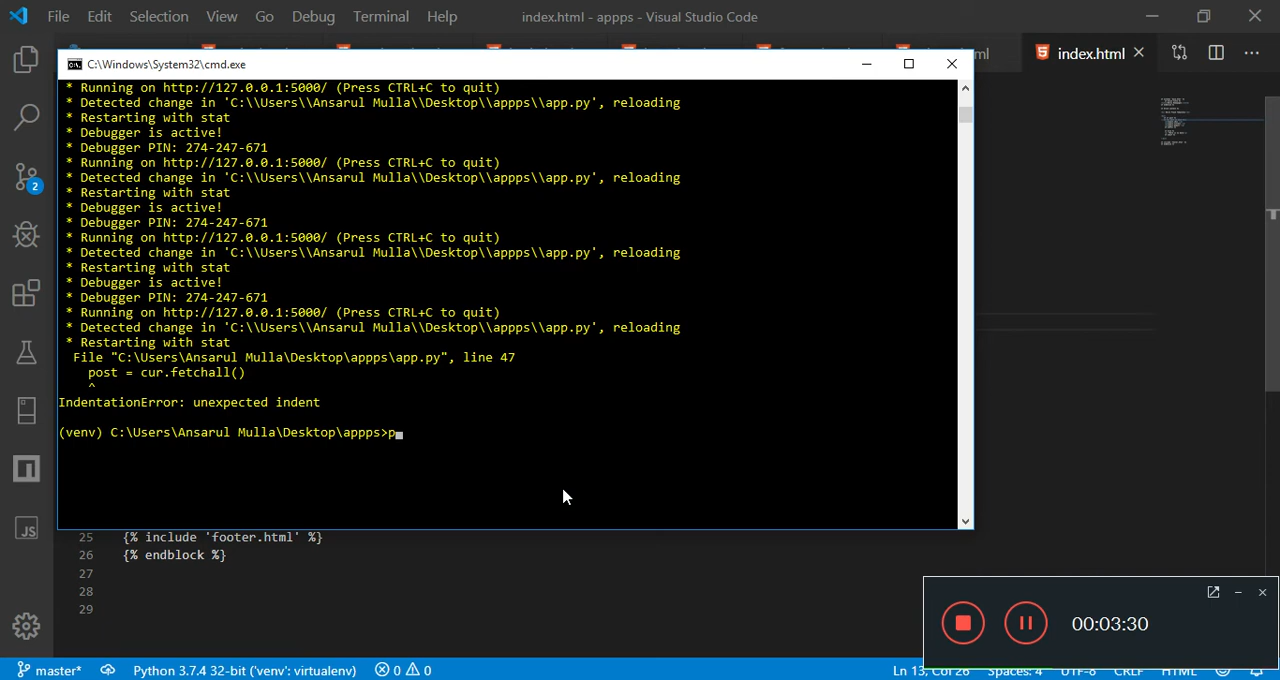 File Edit Selection View Go Debug Terminal Help index.html - appps - Visual Studio Code
index.html
C:\Windows\System32\cmd.exe
* Running on http://127.0.0.1:5000/ (Press CTRL+C to quit)
* Detected change in 'C:\\Users\\Ansarul Mulla\\Desktop\\appps\\app.py', reloading
* Restarting with stat
* Debugger is active!
* Debugger PIN: 274-247-671
* Running on http://127.0.0.1:5000/ (Press CTRL+C to quit)
* Detected change in 'C:\\Users\\Ansarul Mulla\\Desktop\\appps\\app.py', reloading
* Restarting with stat
* Debugger is active!
* Debugger PIN: 274-247-671
* Running on http://127.0.0.1:5000/ (Press CTRL+C to quit)
* Detected change in 'C:\\Users\\Ansarul Mulla\\Desktop\\appps\\app.py', reloading
* Restarting with stat
* Debugger is active!
* Debugger PIN: 274-247-671
* Running on http://127.0.0.1:5000/ (Press CTRL+C to quit)
* Detected change in 'C:\\Users\\Ansarul Mulla\\Desktop\\appps\\app.py', reloading
* Restarting with stat
File "C:\Users\Ansarul Mulla\Desktop\appps\app.py", line 47
post = cur.fetchall()
^
IndentationError: unexpected indent
(venv) C:\Users\Ansarul Mulla\Desktop\appps>p
2
JS
25 {% include 'footer.html' %}
26 {% endblock %}
27
28
29
00:03:30
master* Python 3.7.4 32-bit ('venv': virtualenv) 0 0 Ln 13, Col 26 Spaces: 4 UTF-8 CRLF HTML